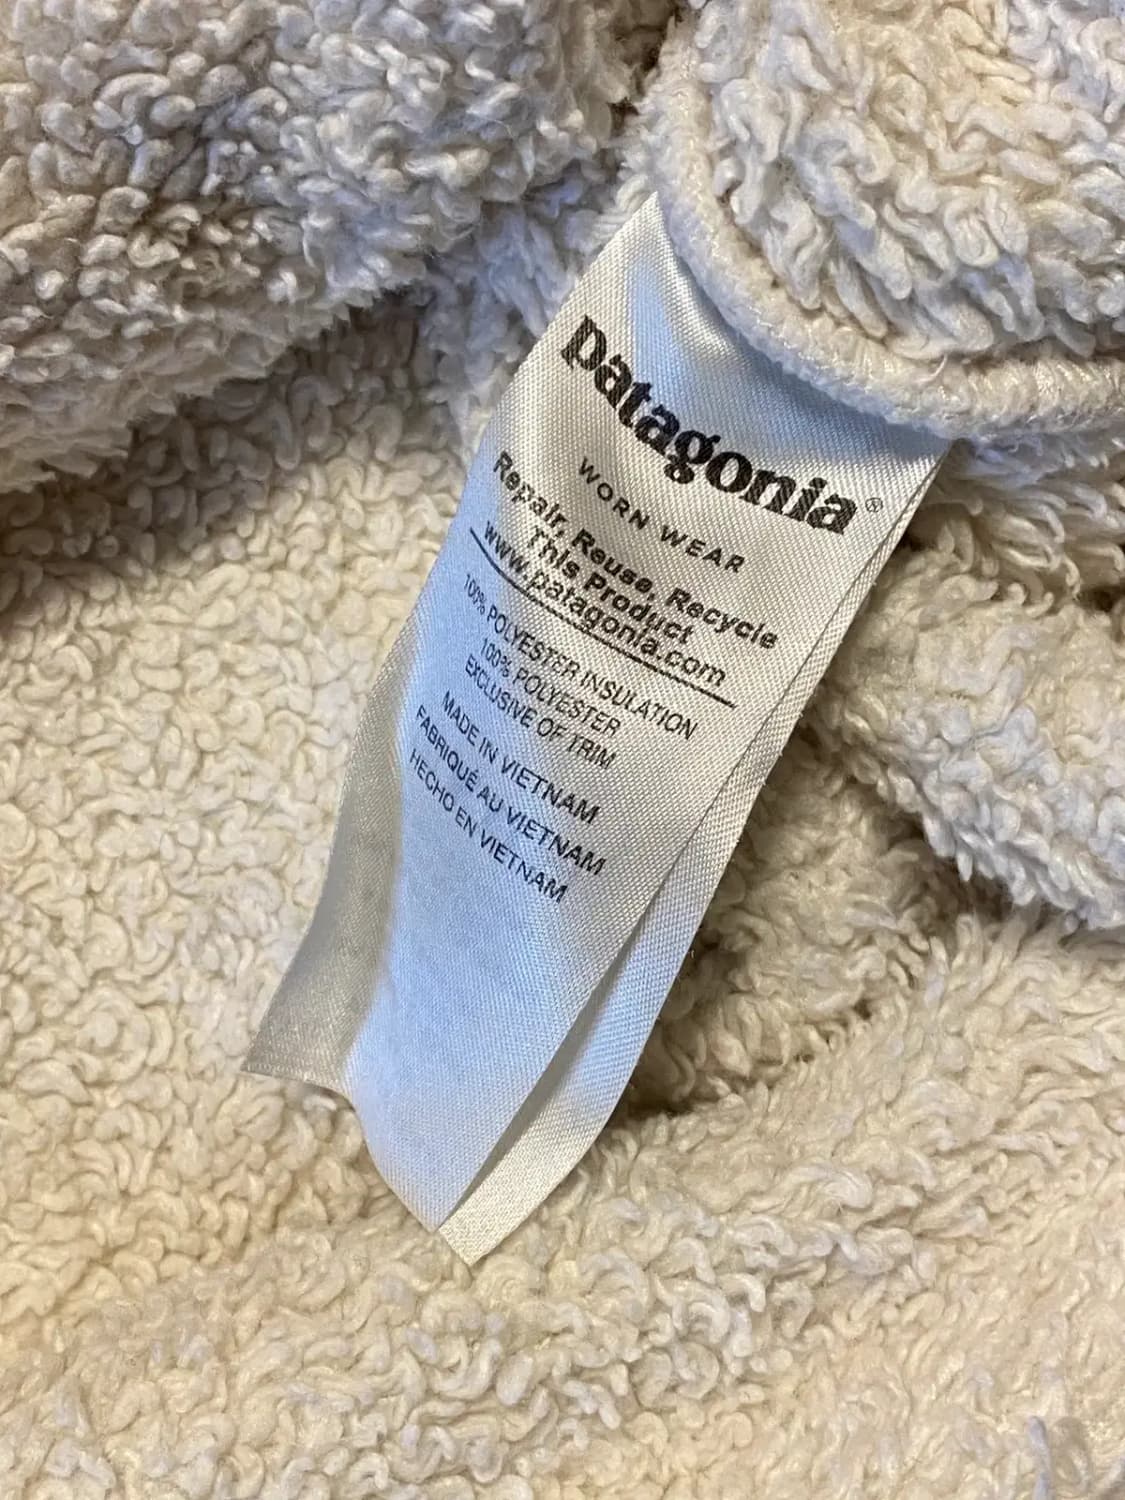 patagonia®
WORN WEAR
Repair, Reuse, Recycle
This Product
www.patagonia.com
100% POLYESTER INSULATION
100% POLYESTER
EXCLUSIVE OF TRIM
MADE IN VIETNAM
FABRIQUÉ AU VIETNAM
HECHO EN VIETNAM